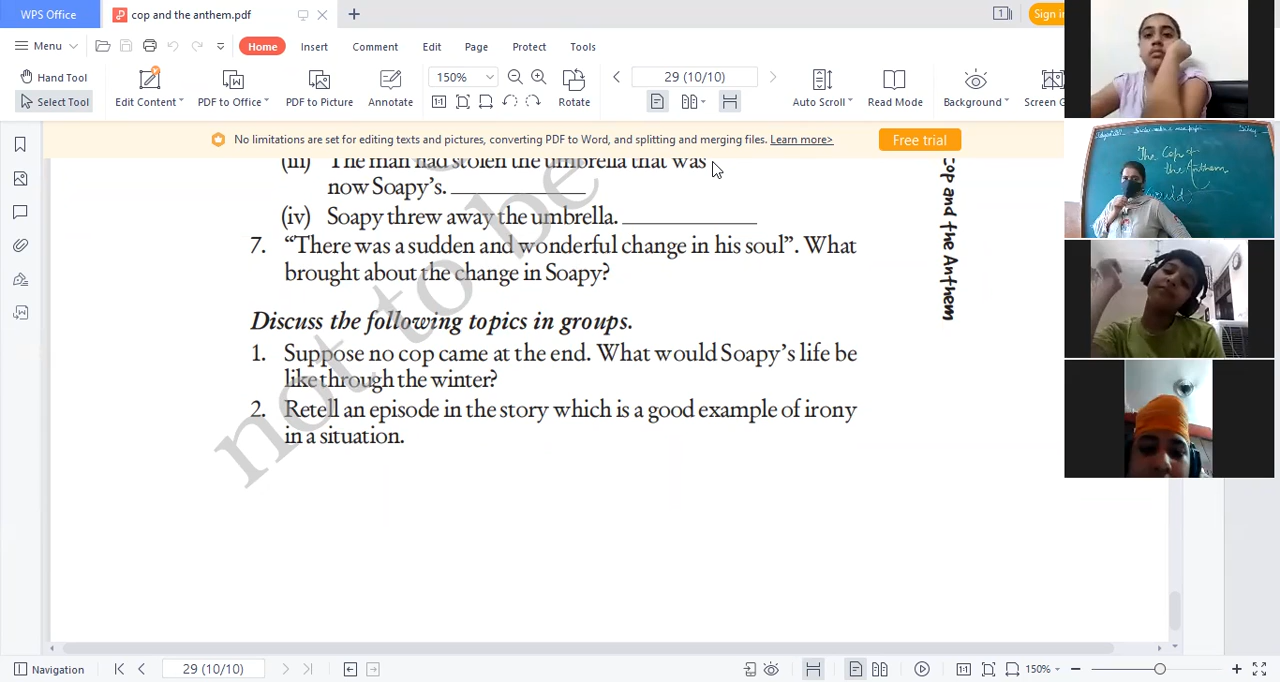 WPS Office
cop and the anthem.pdf
Sign in
Menu
Home
Insert
Comment
Edit
Page
Protect
Tools
Hand Tool
Select Tool
Edit Content
PDF to Office
PDF to Picture
Annotate
150%
Rotate
29 (10/10)
Auto Scroll
Read Mode
Background
Screen G
No limitations are set for editing texts and pictures, converting PDF to Word, and splitting and merging files. Learn more>>
Free trial
(iii) The man had stolen the umbrella that was
now Soapy's. ____________
(iv) Soapy threw away the umbrella. ____________
7. “There was a sudden and wonderful change in his soul”. What
brought about the change in Soapy?
Discuss the following topics in groups.
1. Suppose no cop came at the end. What would Soapy's life be
like through the winter?
2. Retell an episode in the story which is a good example of irony
in a situation.
not to be
Cop and the Anthem
The Cop &
the Anthem
Navigation
29 (10/10)
150%